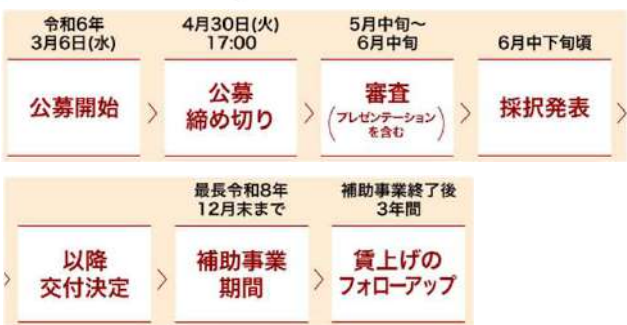 令和6年
3月6日(水)
公募開始
4月30日(火)
17:00
公募
締め切り
5月中旬~
6月中旬
審査
(プレゼンテーション
を含む)
6月中下旬頃
採択発表
以降
交付決定
最長令和8年
12月末まで
補助事業
期間
補助事業終了後
3年間
賃上げの
フォローアップ